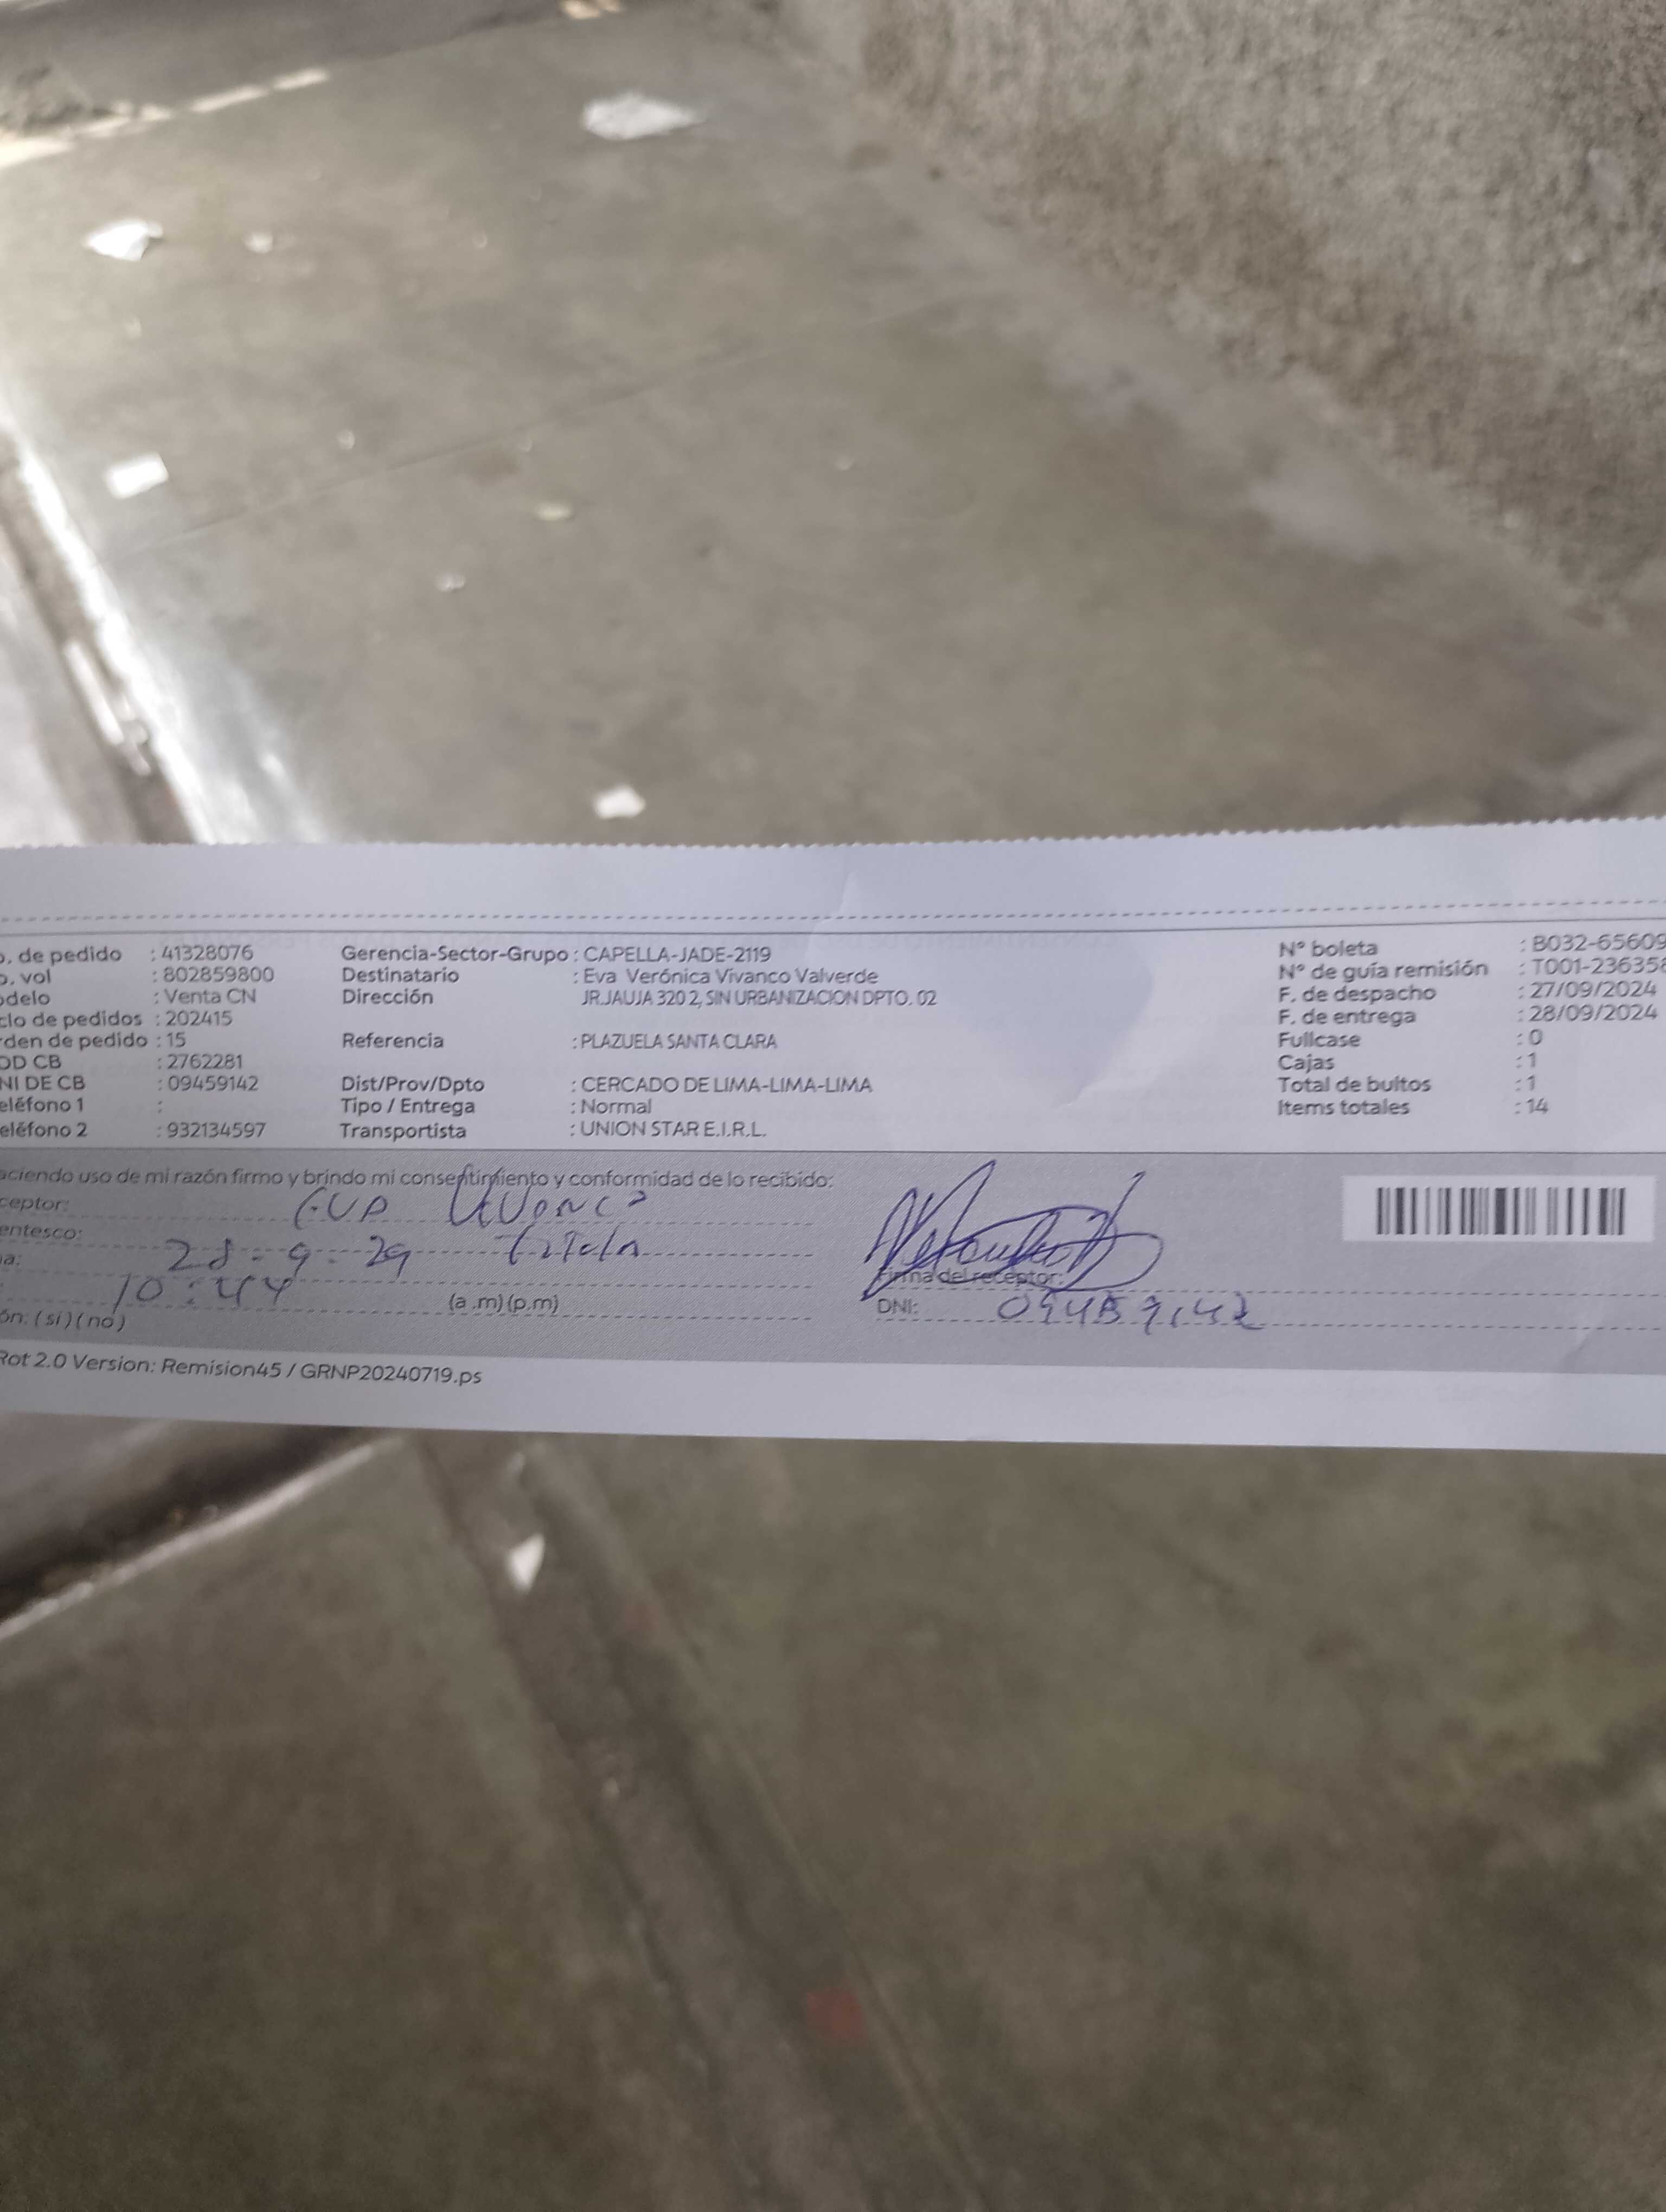 o. de pedido : 41328076 Gerencia-Sector-Grupo : CAPELLA-JADE-2119 N° boleta : B032-65609
o. vol : 802859800 Destinatario : Eva Verónica Vivanco Valverde N° de guía remisión : T001-236358
odelo : Venta CN Dirección JR.JAUJA 320 2, SIN URBANIZACION DPTO. 02 F. de despacho : 27/09/2024
clo de pedidos : 202415 F. de entrega : 28/09/2024
rden de pedido : 15 Referencia : PLAZUELA SANTA CLARA Fullcase : 0
OD CB : 2762281 Cajas : 1
NI DE CB : 09459142 Dist/Prov/Dpto : CERCADO DE LIMA-LIMA-LIMA Total de bultos : 1
eléfono 1 : Tipo / Entrega : Normal Items totales : 14
eléfono 2 : 932134597 Transportista : UNION STAR E.I.R.L.
aciendo uso de mi razón firmo y brindo mi consentimiento y conformidad de lo recibido:
ceptor: Eva Vivanco
entesco:
a: 28-9-24
10:44 (a .m) (p.m)
Firma del receptor:
DNI: 09459142
ón: ( si ) ( no )
Rot 2.0 Version: Remision45 / GRNP20240719.ps